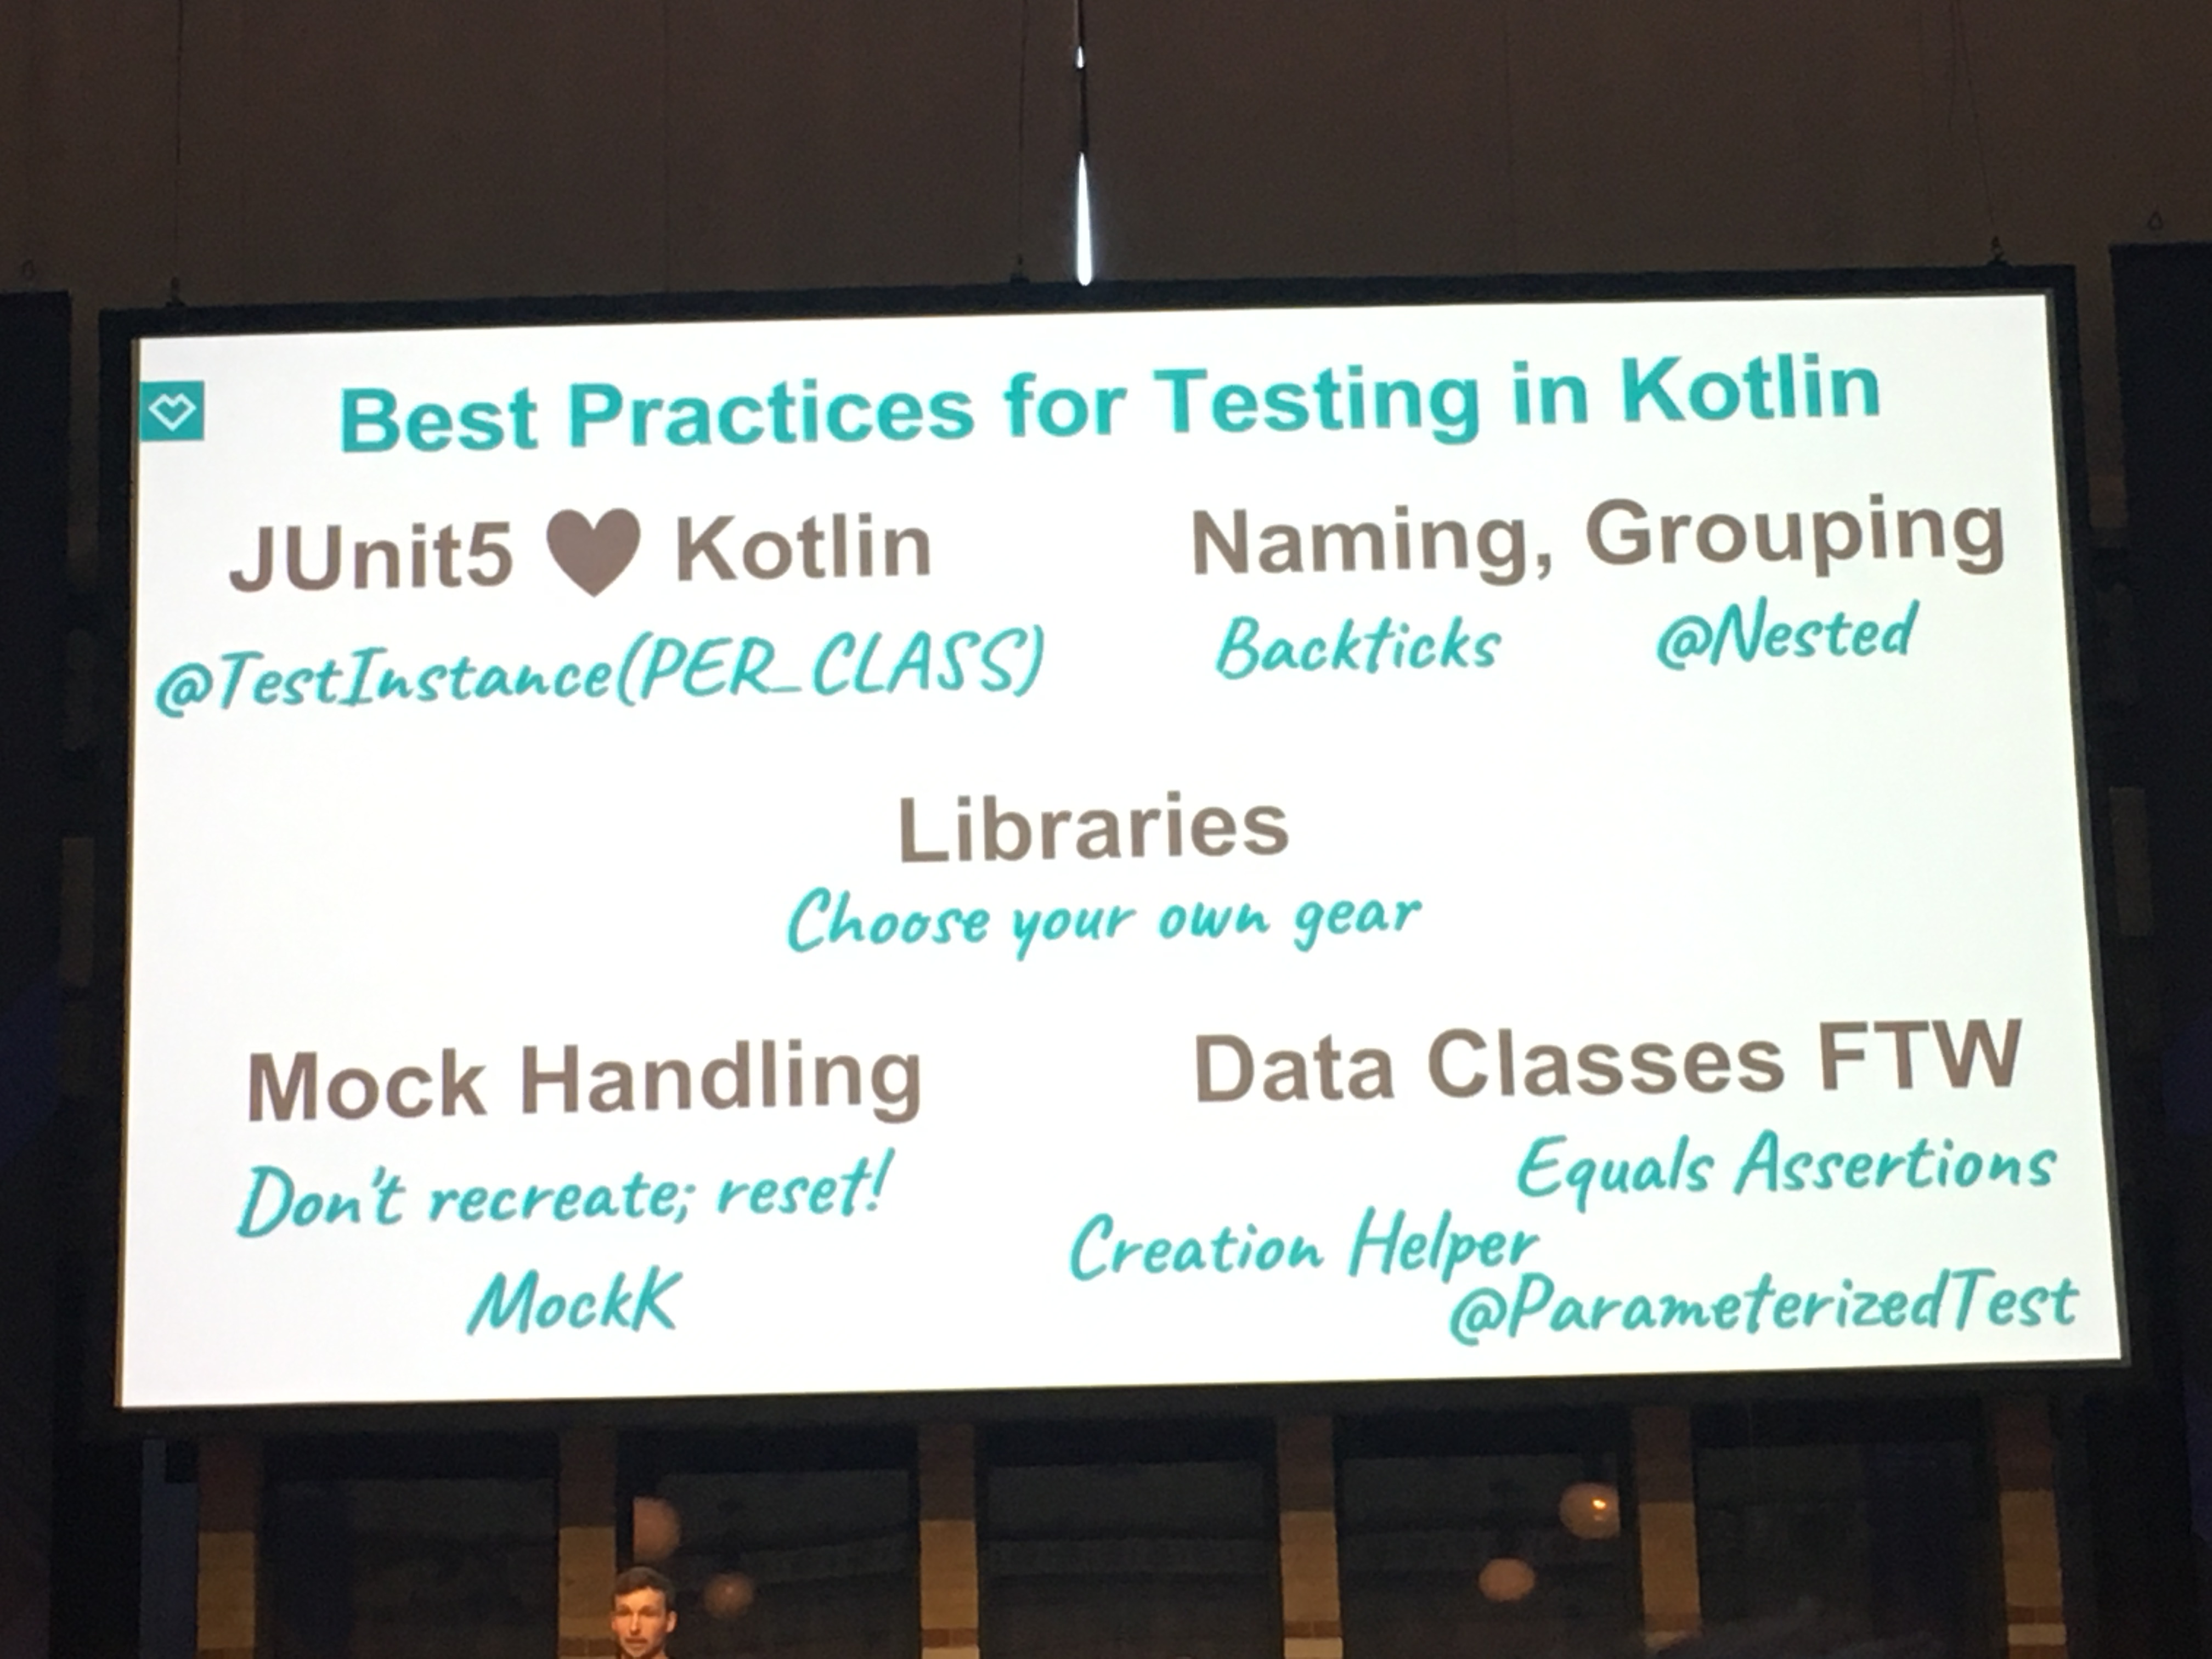 Best Practices for Testing in Kotlin
JUnit5 ♥ Kotlin
@TestInstance(PER_CLASS)
Naming, Grouping
Backticks @Nested
Libraries
Choose your own gear
Mock Handling
Don't recreate; reset!
MockK
Data Classes FTW
Equals Assertions
Creation Helper
@ParameterizedTest